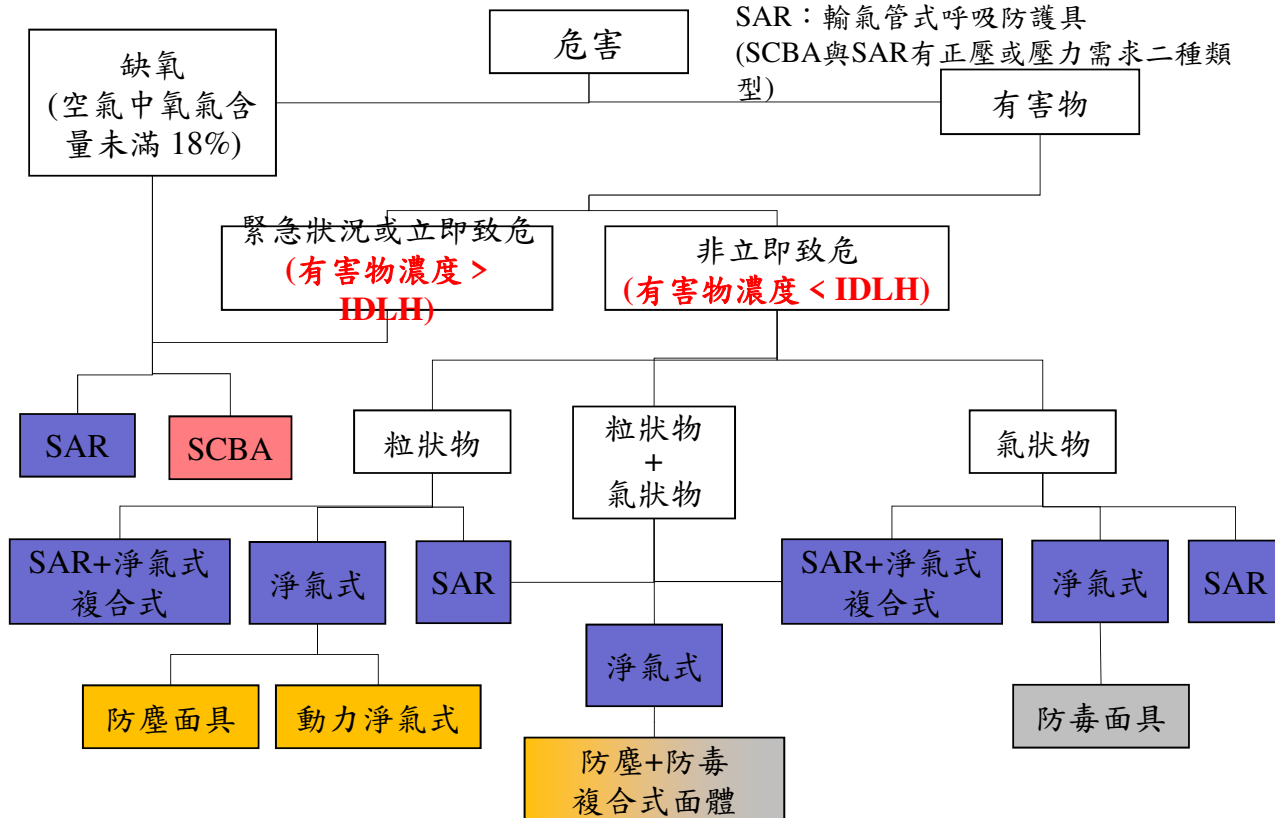 SAR：輸氣管式呼吸防護具
(SCBA與SAR有正壓或壓力需求二種類
型)
危害
缺氧
(空氣中氧氣含
量未滿 18%)
有害物
緊急狀況或立即致危
(有害物濃度 >
IDLH)
非立即致危
(有害物濃度 < IDLH)
SAR
SCBA
粒狀物
粒狀物
+
氣狀物
氣狀物
SAR+淨氣式
複合式
淨氣式
SAR
SAR+淨氣式
複合式
淨氣式
SAR
淨氣式
防塵面具
動力淨氣式
防毒面具
防塵+防毒
複合式面體